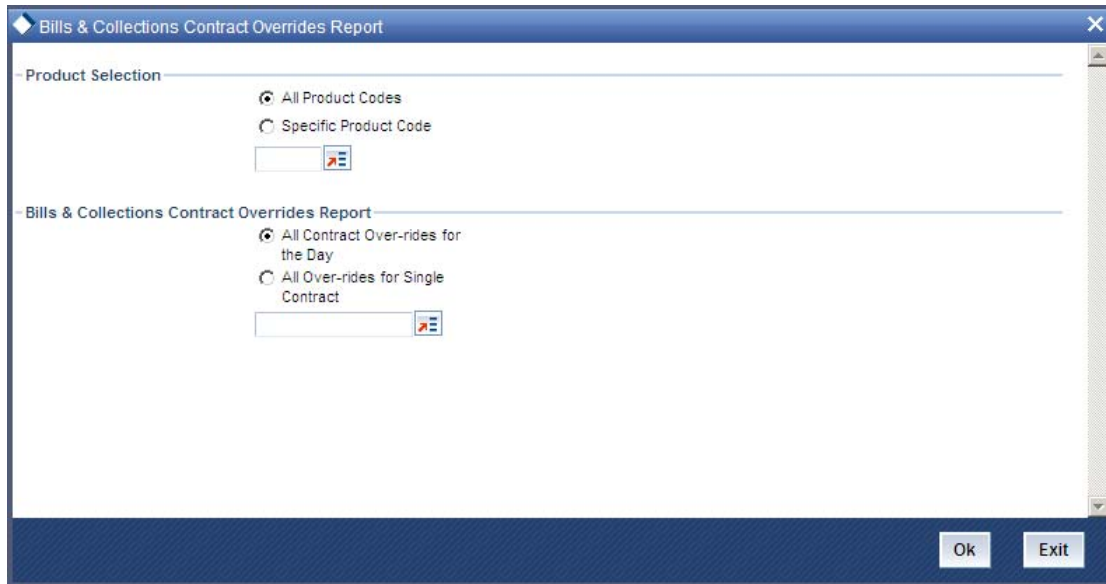 Bills & Collections Contract Overrides Report
Product Selection
All Product Codes
Specific Product Code
Bills & Collections Contract Overrides Report
All Contract Over-rides for
the Day
All Over-rides for Single
Contract
Ok
Exit